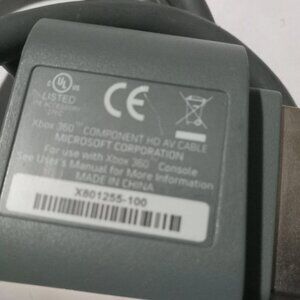 UL
LISTED
CE
Xbox 360™ COMPONENT HD AV CABLE
MICROSOFT CORPORATION
For use with Xbox 360™ Console
See User's Manual for More Information
MADE IN CHINA
X801255-100